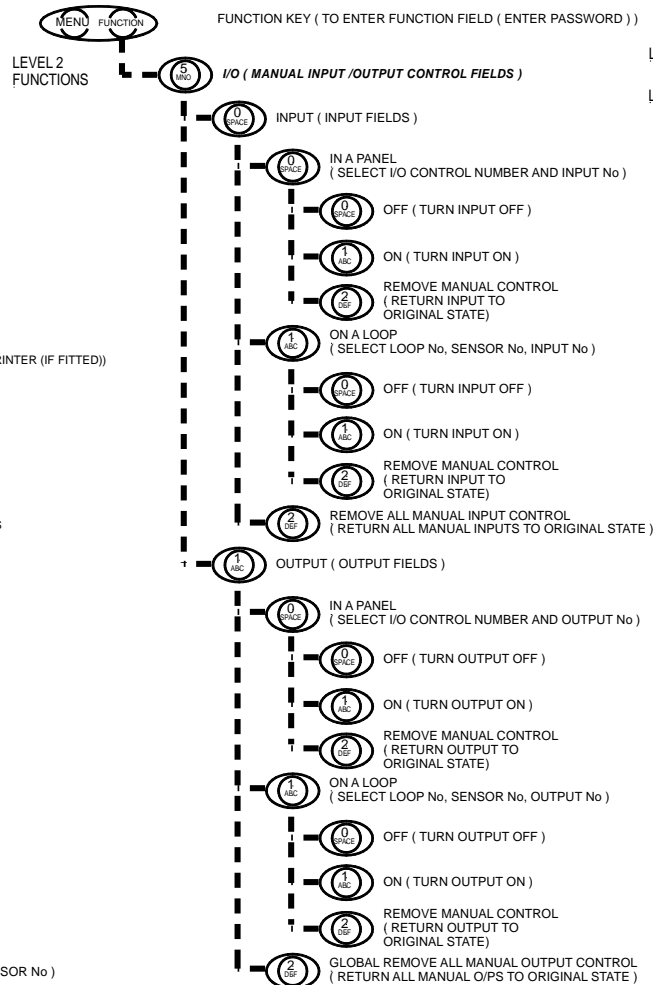 MENU FUNCTION FUNCTION KEY ( TO ENTER FUNCTION FIELD ( ENTER PASSWORD ) )
LEVEL 2
FUNCTIONS
5 MNO I/O ( MANUAL INPUT /OUTPUT CONTROL FIELDS )
0 SPACE INPUT ( INPUT FIELDS )
0 SPACE IN A PANEL
( SELECT I/O CONTROL NUMBER AND INPUT No )
0 SPACE OFF ( TURN INPUT OFF )
1 ABC ON ( TURN INPUT ON )
2 DEF REMOVE MANUAL CONTROL
( RETURN INPUT TO
ORIGINAL STATE)
1 ABC ON A LOOP
( SELECT LOOP No, SENSOR No, INPUT No )
RINTER (IF FITTED))
0 SPACE OFF ( TURN INPUT OFF )
1 ABC ON ( TURN INPUT ON )
2 DEF REMOVE MANUAL CONTROL
( RETURN INPUT TO
ORIGINAL STATE)
2 DEF REMOVE ALL MANUAL INPUT CONTROL
( RETURN ALL MANUAL INPUTS TO ORIGINAL STATE )
1 ABC OUTPUT ( OUTPUT FIELDS )
0 SPACE IN A PANEL
( SELECT I/O CONTROL NUMBER AND OUTPUT No )
0 SPACE OFF ( TURN OUTPUT OFF )
1 ABC ON ( TURN OUTPUT ON )
2 DEF REMOVE MANUAL CONTROL
( RETURN OUTPUT TO
ORIGINAL STATE)
1 ABC ON A LOOP
( SELECT LOOP No, SENSOR No, OUTPUT No )
0 SPACE OFF ( TURN OUTPUT OFF )
1 ABC ON ( TURN OUTPUT ON )
2 DEF REMOVE MANUAL CONTROL
( RETURN OUTPUT TO
ORIGINAL STATE)
2 DEF GLOBAL REMOVE ALL MANUAL OUTPUT CONTROL
( RETURN ALL MANUAL O/PS TO ORIGINAL STATE )
SOR No )